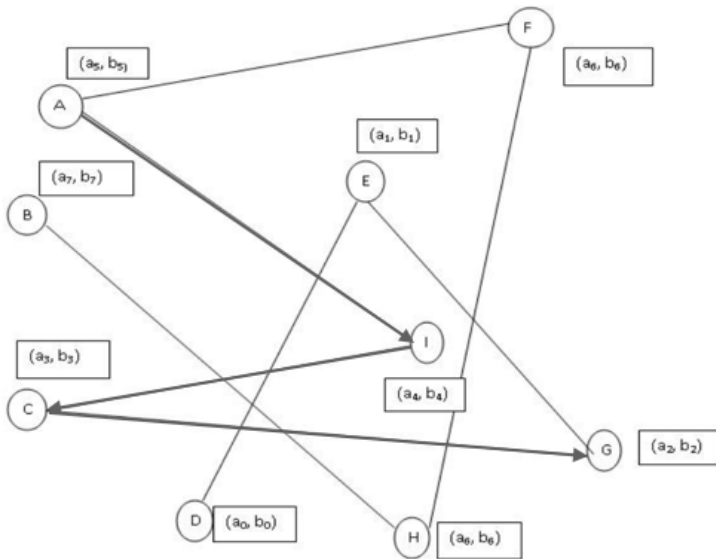 F
(a₅, b₅)
(a₆, b₆)
A
(a₁, b₁)
(a₇, b₇)
E
B
I
(a₃, b₃)
(a₄, b₄)
C
G
(a₂, b₂)
D
(a₀, b₀)
H
(a₆, b₆)